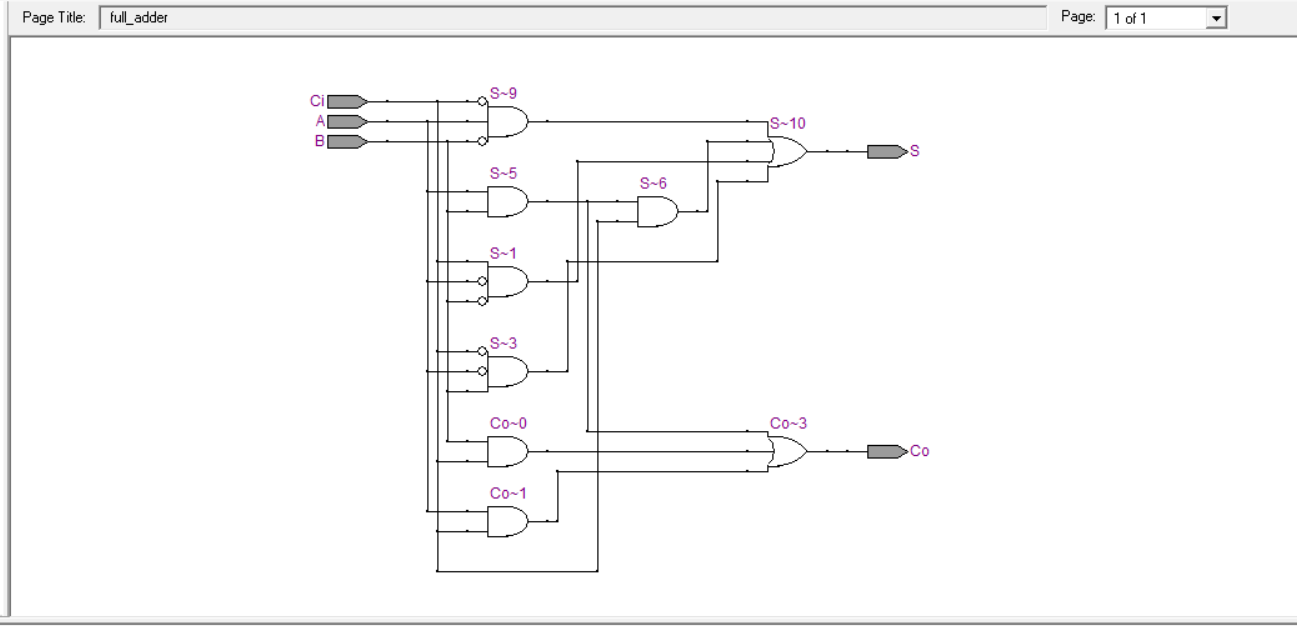 Page Title: full_adder Page: 1 of 1
Ci S~9
A S~10
B S
S~5 S~6
S~1
S~3
Co~0 Co~3
Co
Co~1